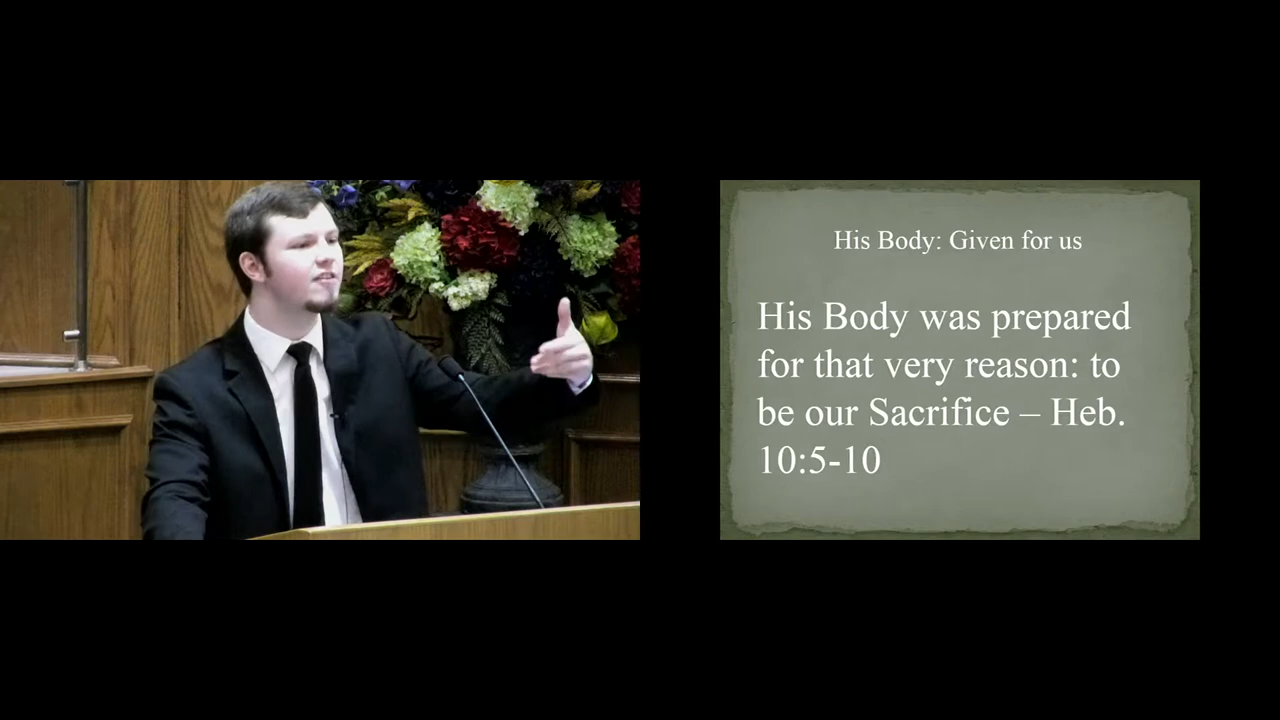 His Body: Given for us
His Body was prepared
for that very reason: to
be our Sacrifice – Heb.
10:5-10